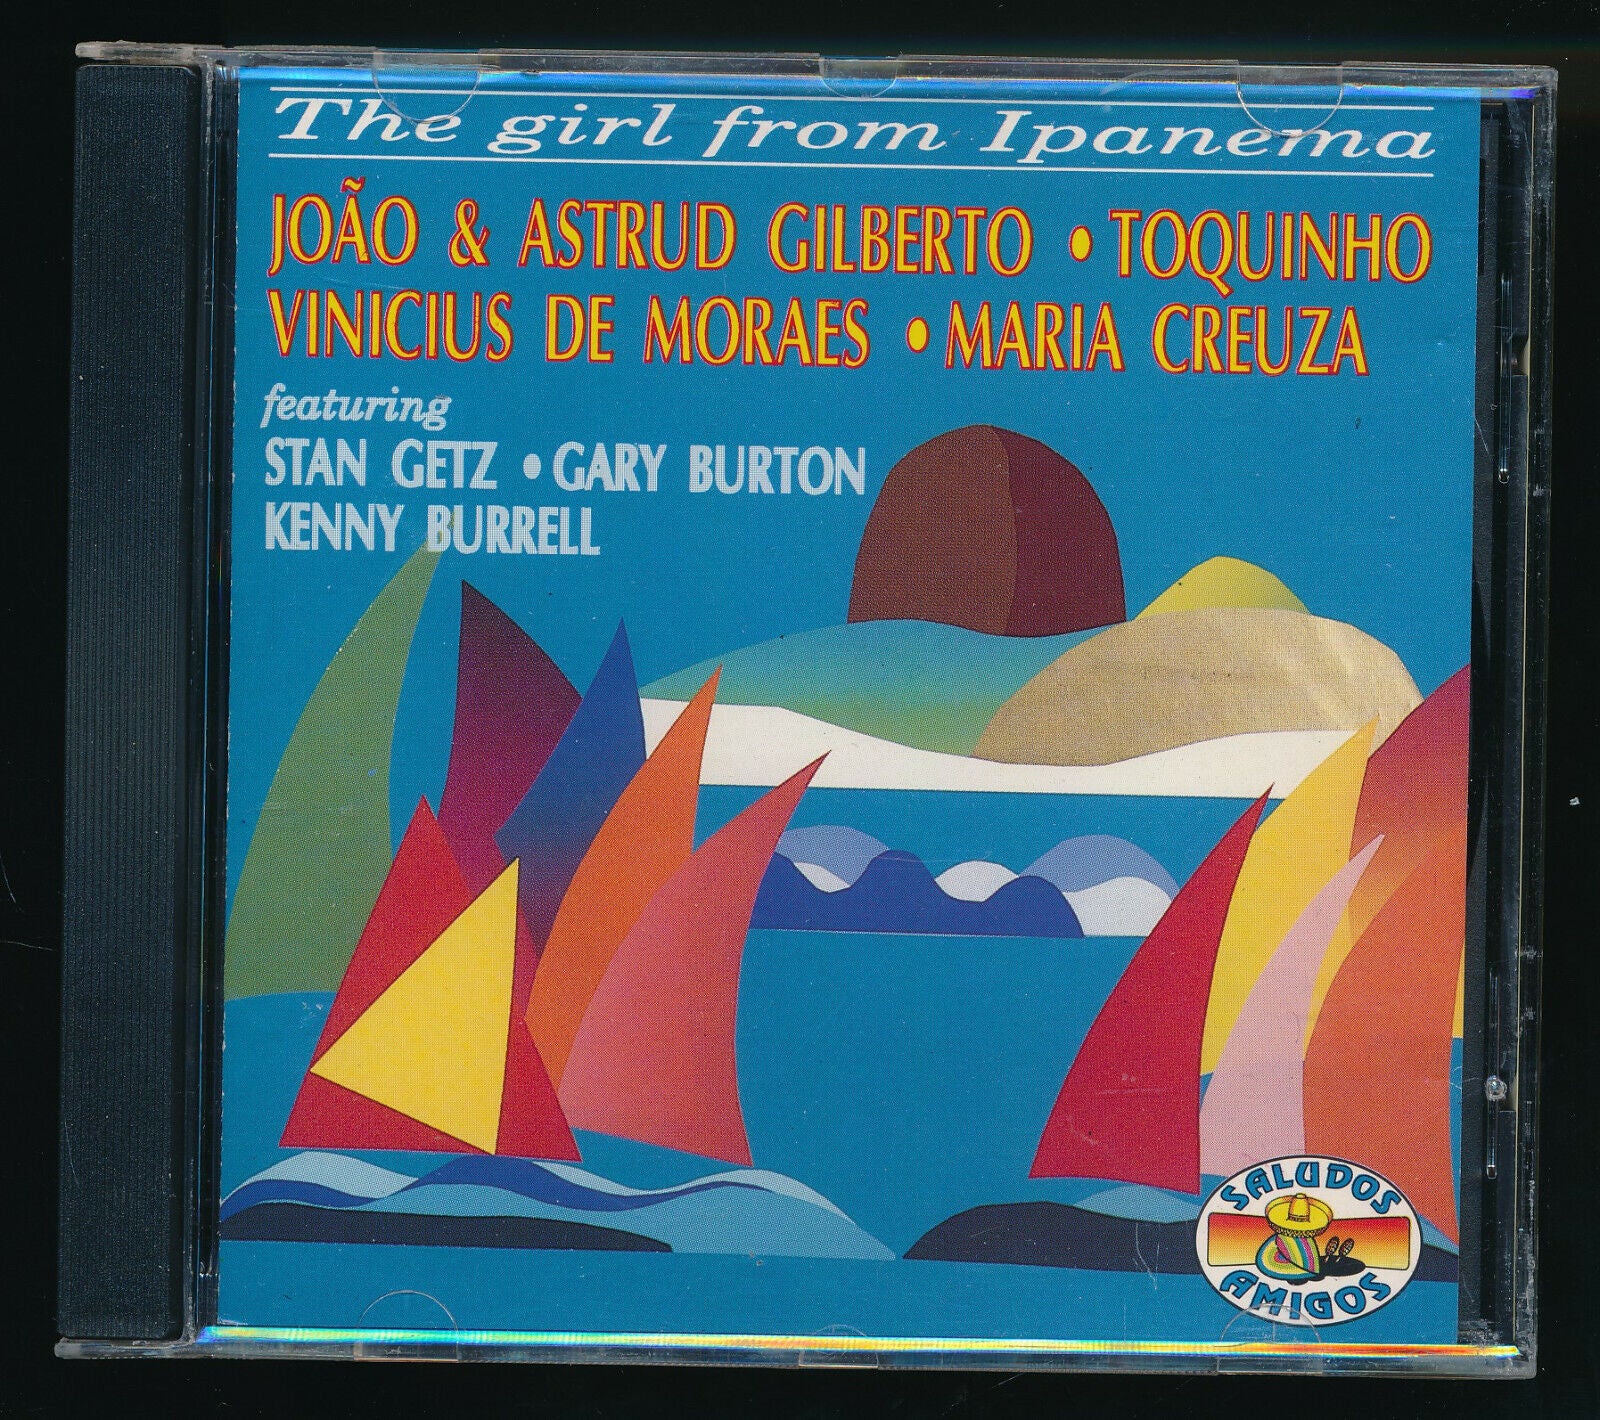 The girl from Ipanema
JOÃO & ASTRUD GILBERTO • TOQUINHO
VINICIUS DE MORAES • MARIA CREUZA
featuring
STAN GETZ • GARY BURTON
KENNY BURRELL
SALUDOS
AMIGOS